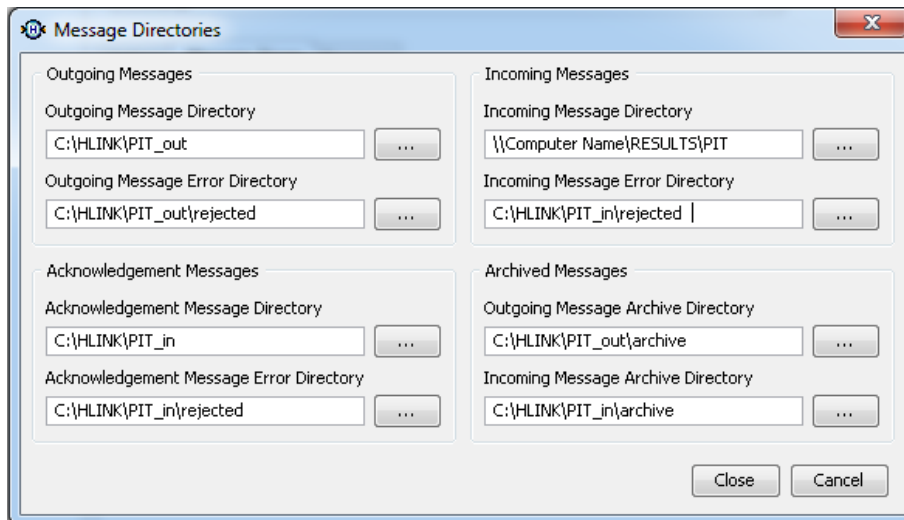 Message Directories
X
Outgoing Messages
Outgoing Message Directory
C:\HLINK\PIT_out
...
Outgoing Message Error Directory
C:\HLINK\PIT_out\rejected
...
Incoming Messages
Incoming Message Directory
\\Computer Name\RESULTS\PIT
...
Incoming Message Error Directory
C:\HLINK\PIT_in\rejected
...
Acknowledgement Messages
Acknowledgement Message Directory
C:\HLINK\PIT_in
...
Acknowledgement Message Error Directory
C:\HLINK\PIT_in\rejected
...
Archived Messages
Outgoing Message Archive Directory
C:\HLINK\PIT_out\archive
...
Incoming Message Archive Directory
C:\HLINK\PIT_in\archive
...
Close
Cancel